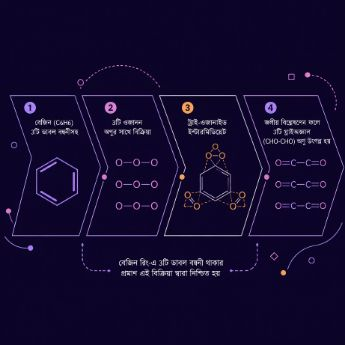 1
বেঞ্জিন (C6H6)
3টি ডাবল বন্ধনীসহ
2
3টি ওজোন
অণুর সাথে বিক্রিয়া
O—O—O
O—O—O
O—O—O
3
ট্রাই-ওজোনাইড
ইন্টারমিডিয়েট
4
জলীয় বিশ্লেষণের ফলে
3টি গ্লাইঅক্সাল
(CHO-CHO) অণু উৎপন্ন হয়
O=C—C=O
O=C—C=O
O=C—C=O
বেঞ্জিন রিং-এ 3টি ডাবল বন্ধনী থাকার
প্রমাণ এই বিক্রিয়া দ্বারা নিশ্চিত হয়